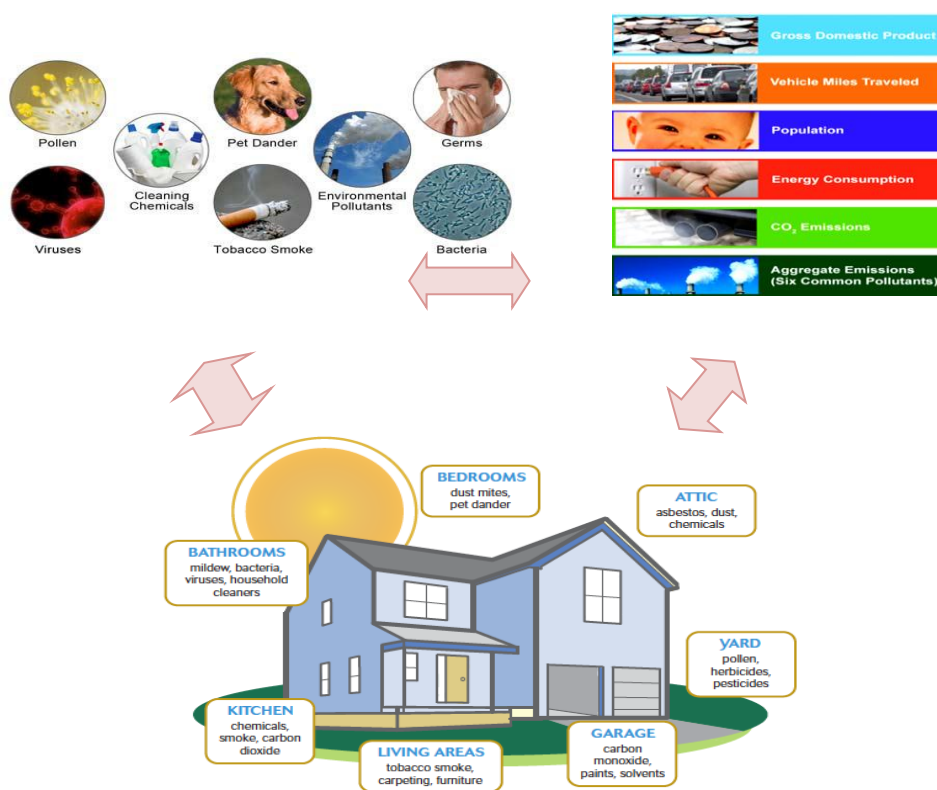 Pollen
Cleaning
Chemicals
Pet Dander
Environmental
Pollutants
Germs
Viruses
Tobacco Smoke
Bacteria
Gross Domestic Product
Vehicle Miles Traveled
Population
Energy Consumption
CO₂ Emissions
Aggregate Emissions
(Six Common Pollutants)
BEDROOMS
dust mites,
pet dander
ATTIC
asbestos, dust,
chemicals
BATHROOMS
mildew, bacteria,
viruses, household
cleaners
YARD
pollen,
herbicides,
pesticides
KITCHEN
chemicals,
smoke, carbon
dioxide
LIVING AREAS
tobacco smoke,
carpeting, furniture
GARAGE
carbon
monoxide,
paints, solvents